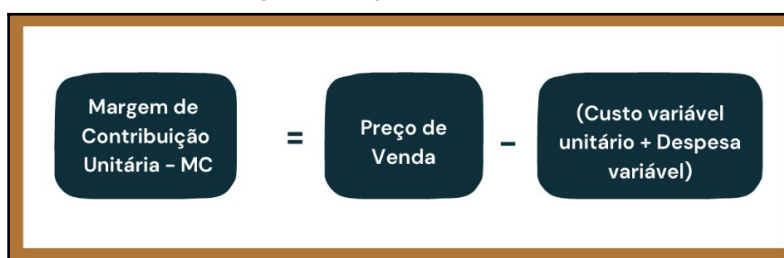 Margem de
Contribuição
Unitária - MC
=
Preço de
Venda
-
(Custo variável
unitário + Despesa
variável)